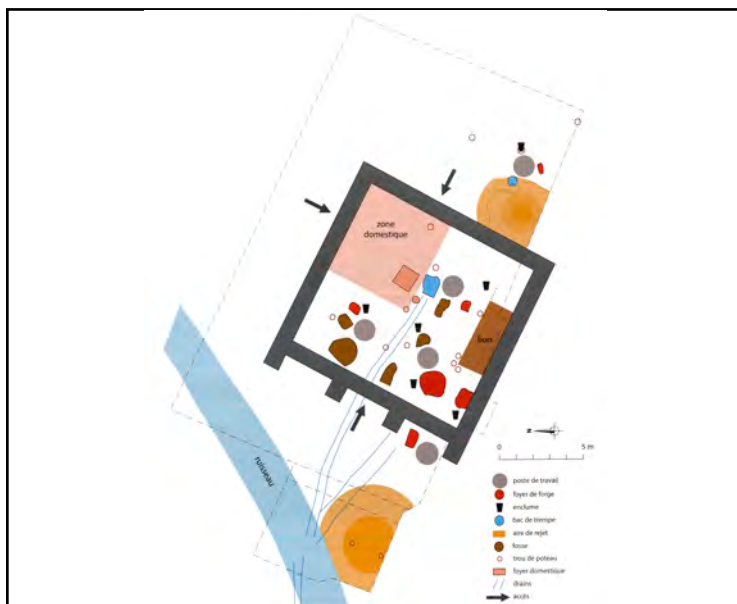 zone
domestique
bois
ruisseau
N
0 5 m
poste de travail
foyer de forge
enclume
bac de trempe
aire de rejet
fosse
trou de poteau
foyer domestique
drains
accès